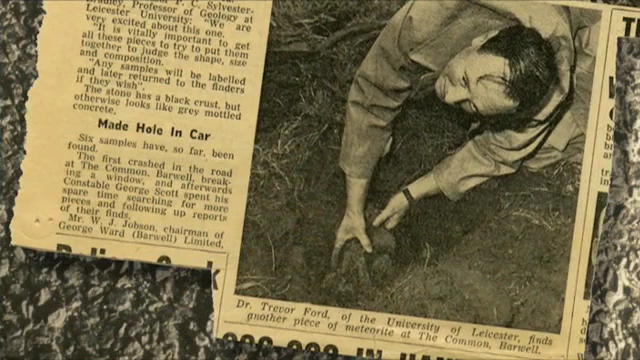 P. C. Sylvester-
Bradley, Professor of Geology at
Leicester University: "We are
very excited about this one.
"It is vitally important to get
all these pieces to try to put them
together to judge the shape, size
and composition.
"Any samples will be labelled
and later returned to the finders
if they wish".
The stone has a black crust, but
otherwise looks like grey mottled
concrete.
Made Hole In Car
Six samples have, so far, been
found.
The first crashed in the road
at The Common, Barwell, break-
ing a window, and afterwards
Constable George Scott spent his
spare time searching for more
pieces and following up reports
of their finds.
Mr. W. J. Jobson, chairman of
George Ward (Barwell) Limited,
Dr. Trevor Ford, of the University of Leicester, finds
another piece of meteorite at The Common, Barwell.